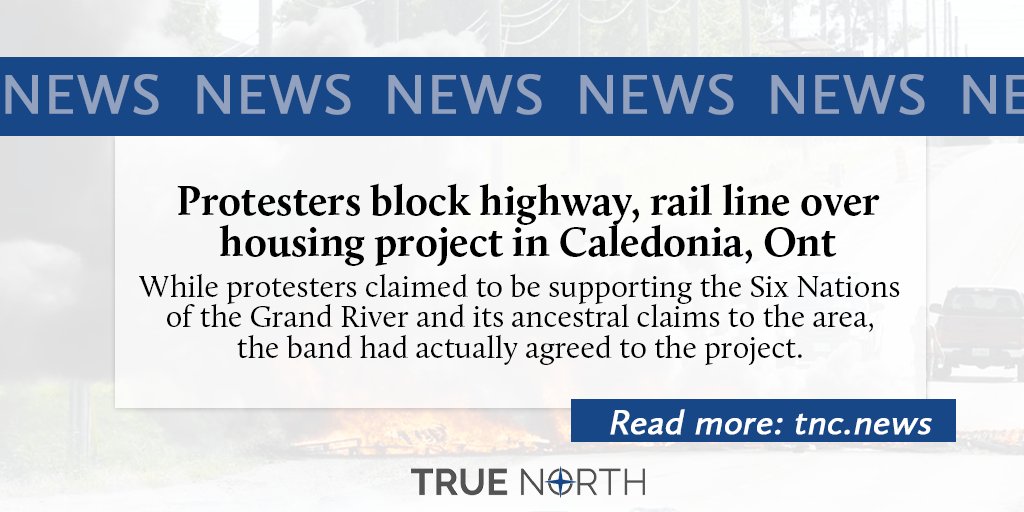 NEWS NEWS NEWS NEWS NEWS NE
Protesters block highway, rail line over
housing project in Caledonia, Ont
While protesters claimed to be supporting the Six Nations
of the Grand River and its ancestral claims to the area,
the band had actually agreed to the project.
Read more: tnc.news
TRUE NORTH